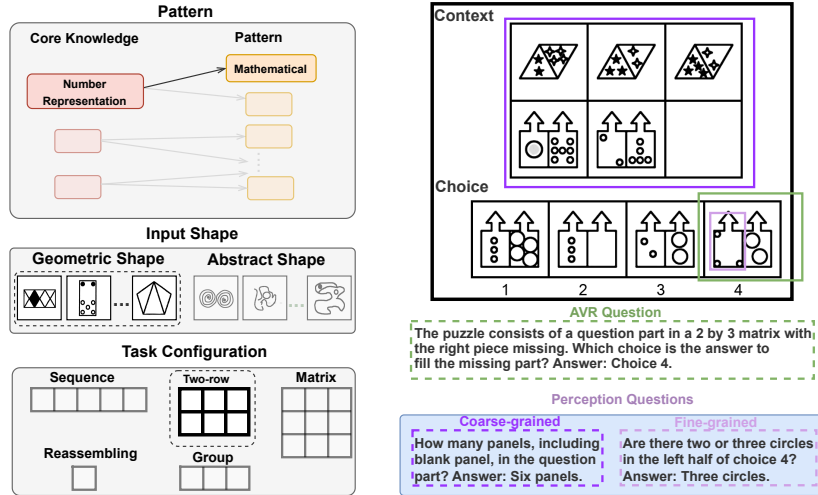 Pattern
Core Knowledge
Pattern
Number
Representation
Mathematical
Input Shape
Geometric Shape
Abstract Shape
Task Configuration
Sequence
Two-row
Matrix
Reassembling
Group
Context
Choice
1 2 3 4
AVR Question
The puzzle consists of a question part in a 2 by 3 matrix with
the right piece missing. Which choice is the answer to
fill the missing part? Answer: Choice 4.
Perception Questions
Coarse-grained
How many panels, including
blank panel, in the question
part? Answer: Six panels.
Fine-grained
Are there two or three circles
in the left half of choice 4?
Answer: Three circles.